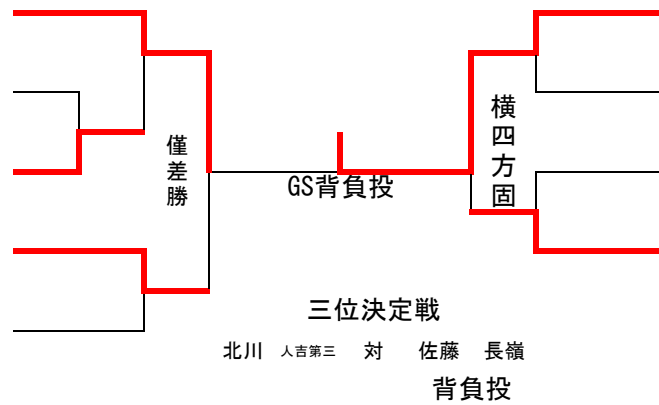 僅差勝
GS背負投
横四方固
三位決定戦
北川 人吉第三 対 佐藤 長嶺
背負投